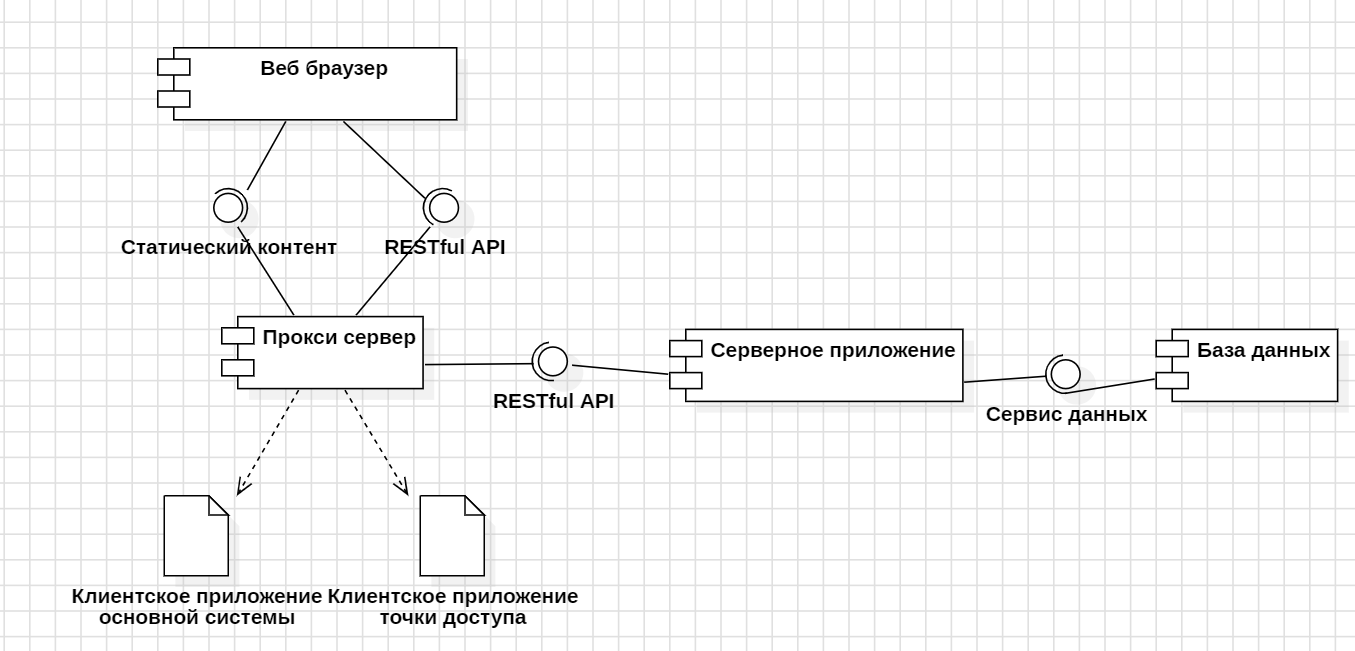 Веб браузер
Статический контент
RESTful API
Прокси сервер
RESTful API
Серверное приложение
Сервис данных
База данных
Клиентское приложение
основной системы
Клиентское приложение
точки доступа